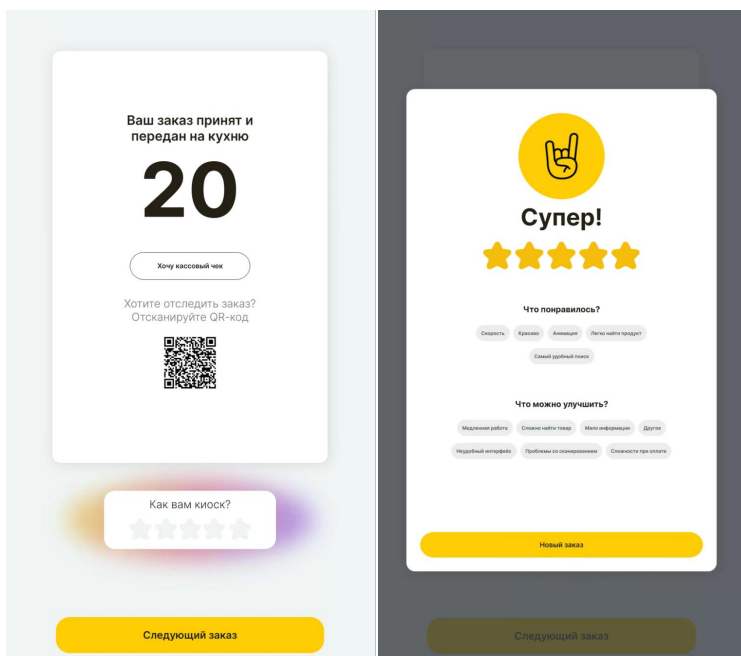 Ваш заказ принят и
передан на кухню
20
Хочу кассовый чек
Хотите отследить заказ?
Отсканируйте QR-код
Как вам киоск?
Следующий заказ
Супер!
Что понравилось?
Скорость Красиво Анимация Легко найти продукт
Самый удобный поиск
Что можно улучшить?
Медленная работа Сложно найти товар Мало информации Другое
Неудобный интерфейс Проблемы со сканированием Сложности при оплате
Новый заказ
Следующий заказ